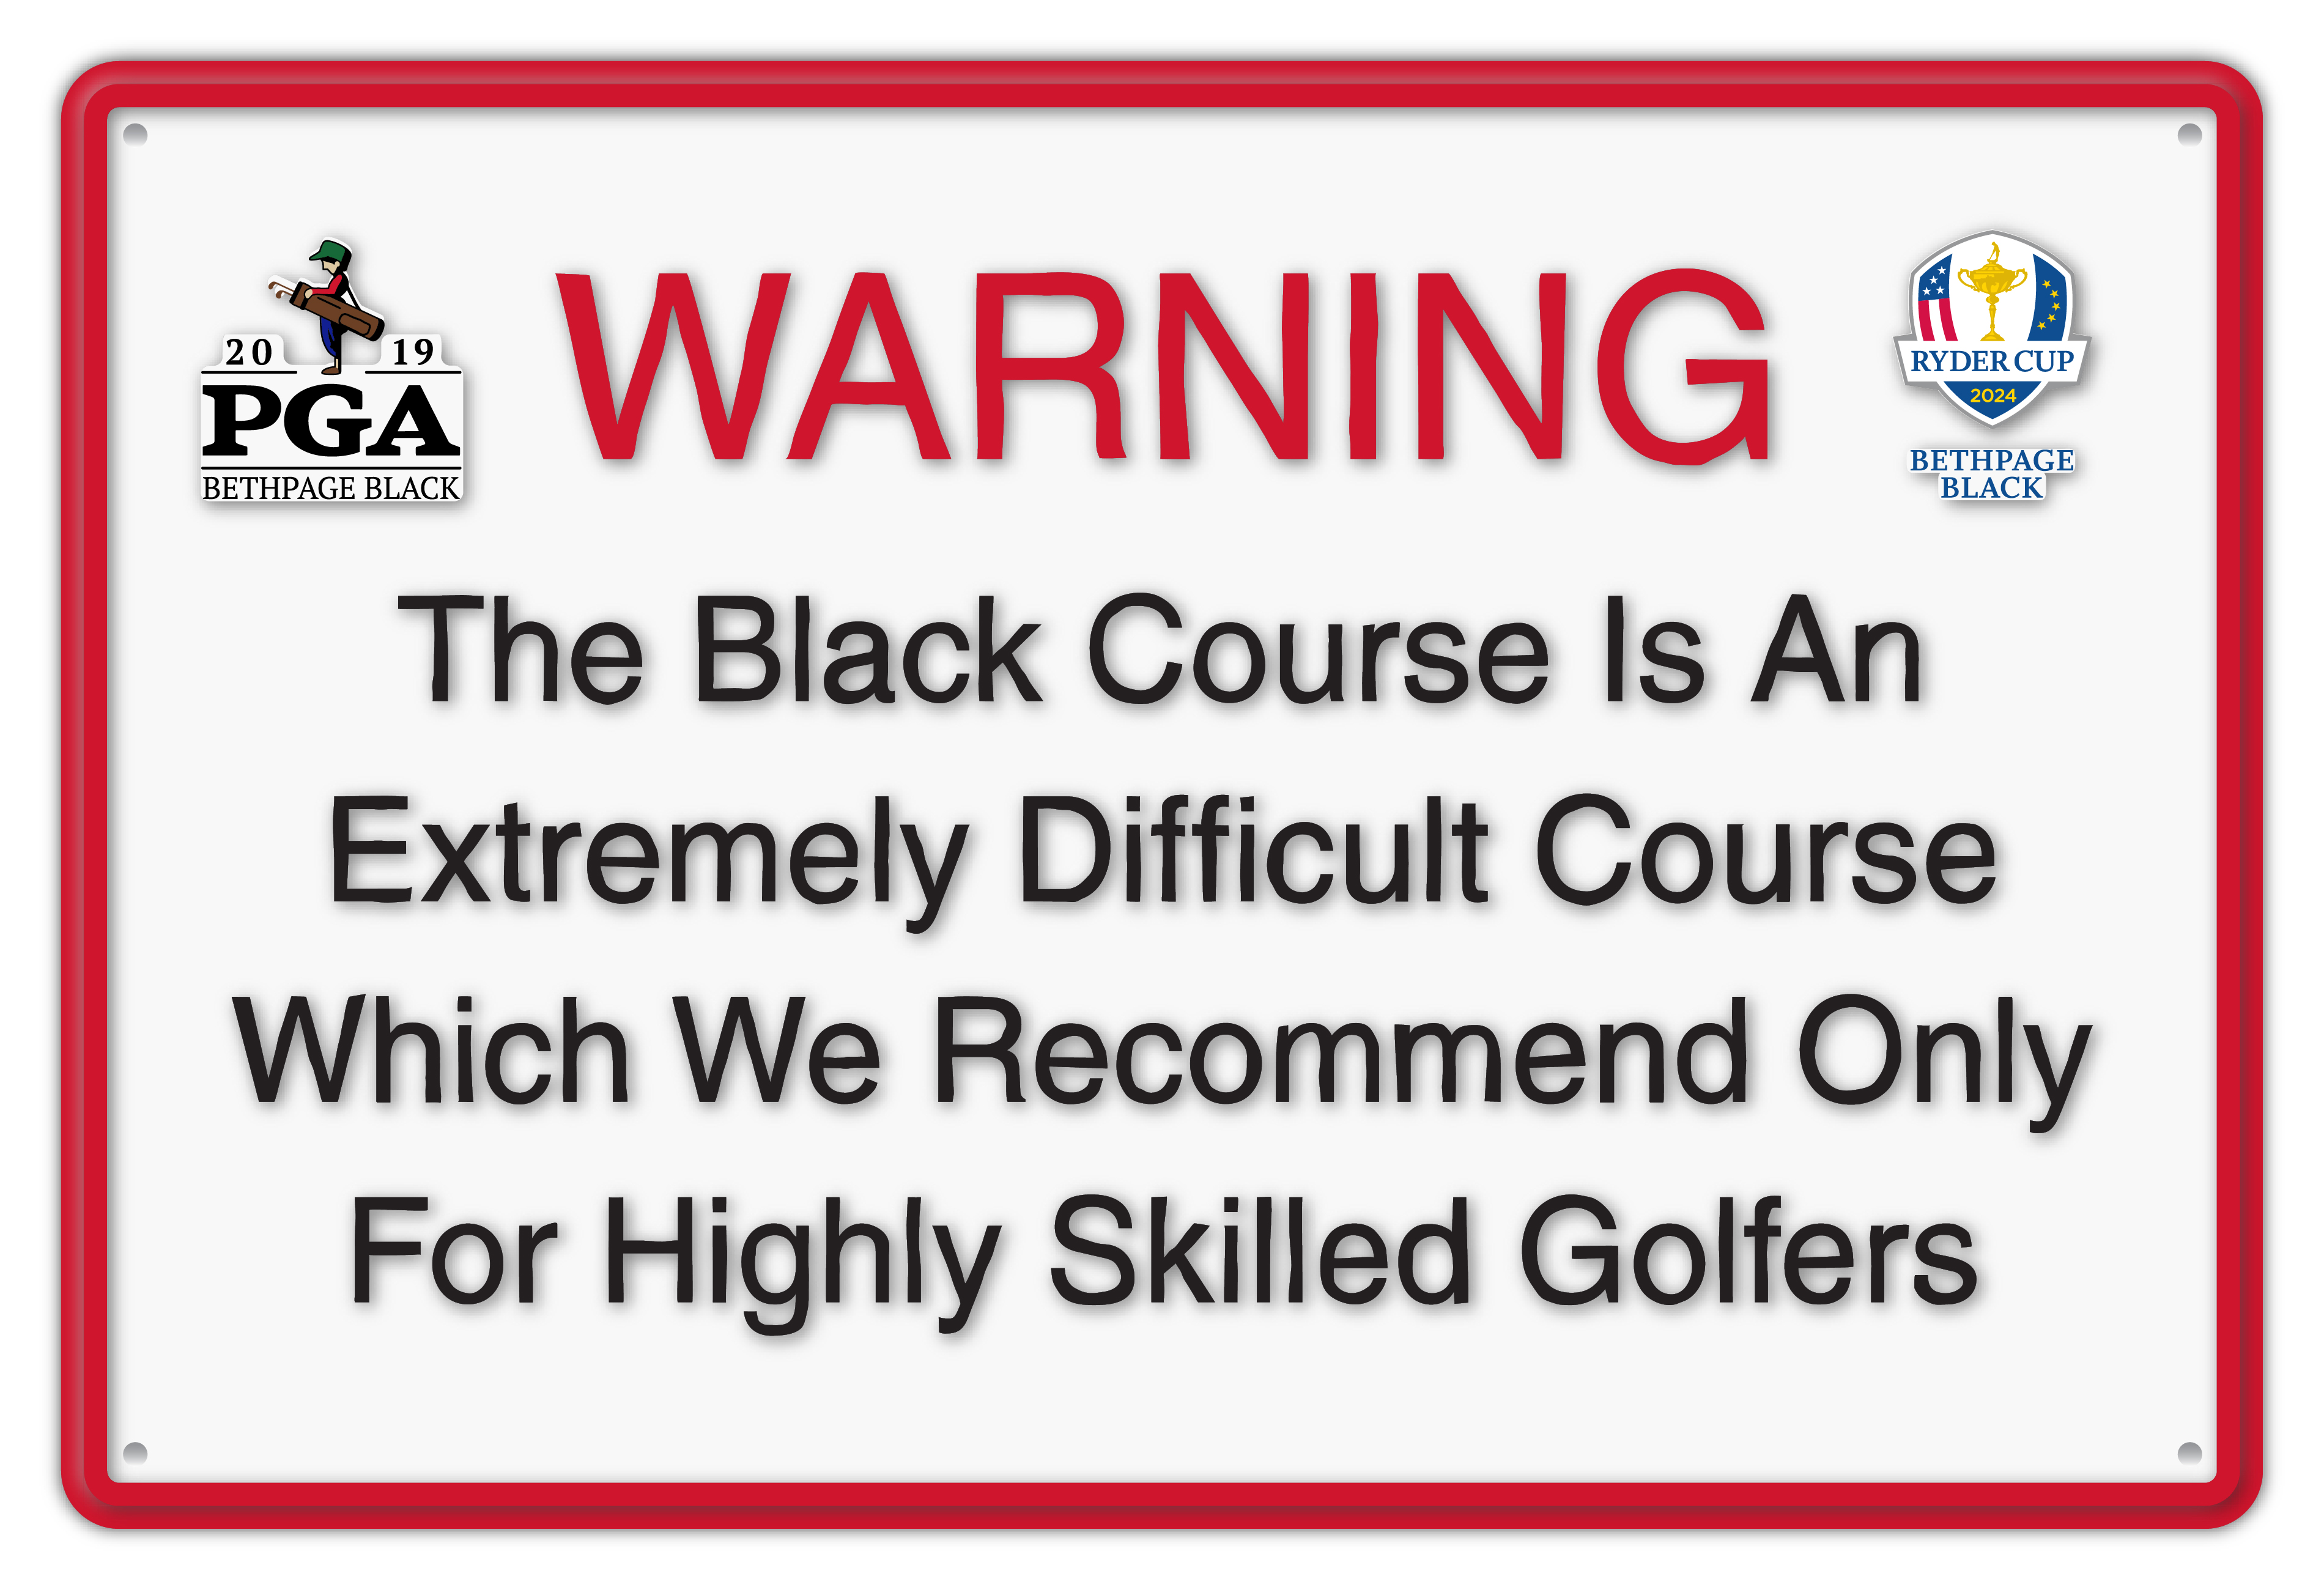 20 19
PGA
BETHPAGE BLACK
WARNING
RYDER CUP
2024
BETHPAGE
BLACK
The Black Course Is An
Extremely Difficult Course
Which We Recommend Only
For Highly Skilled Golfers